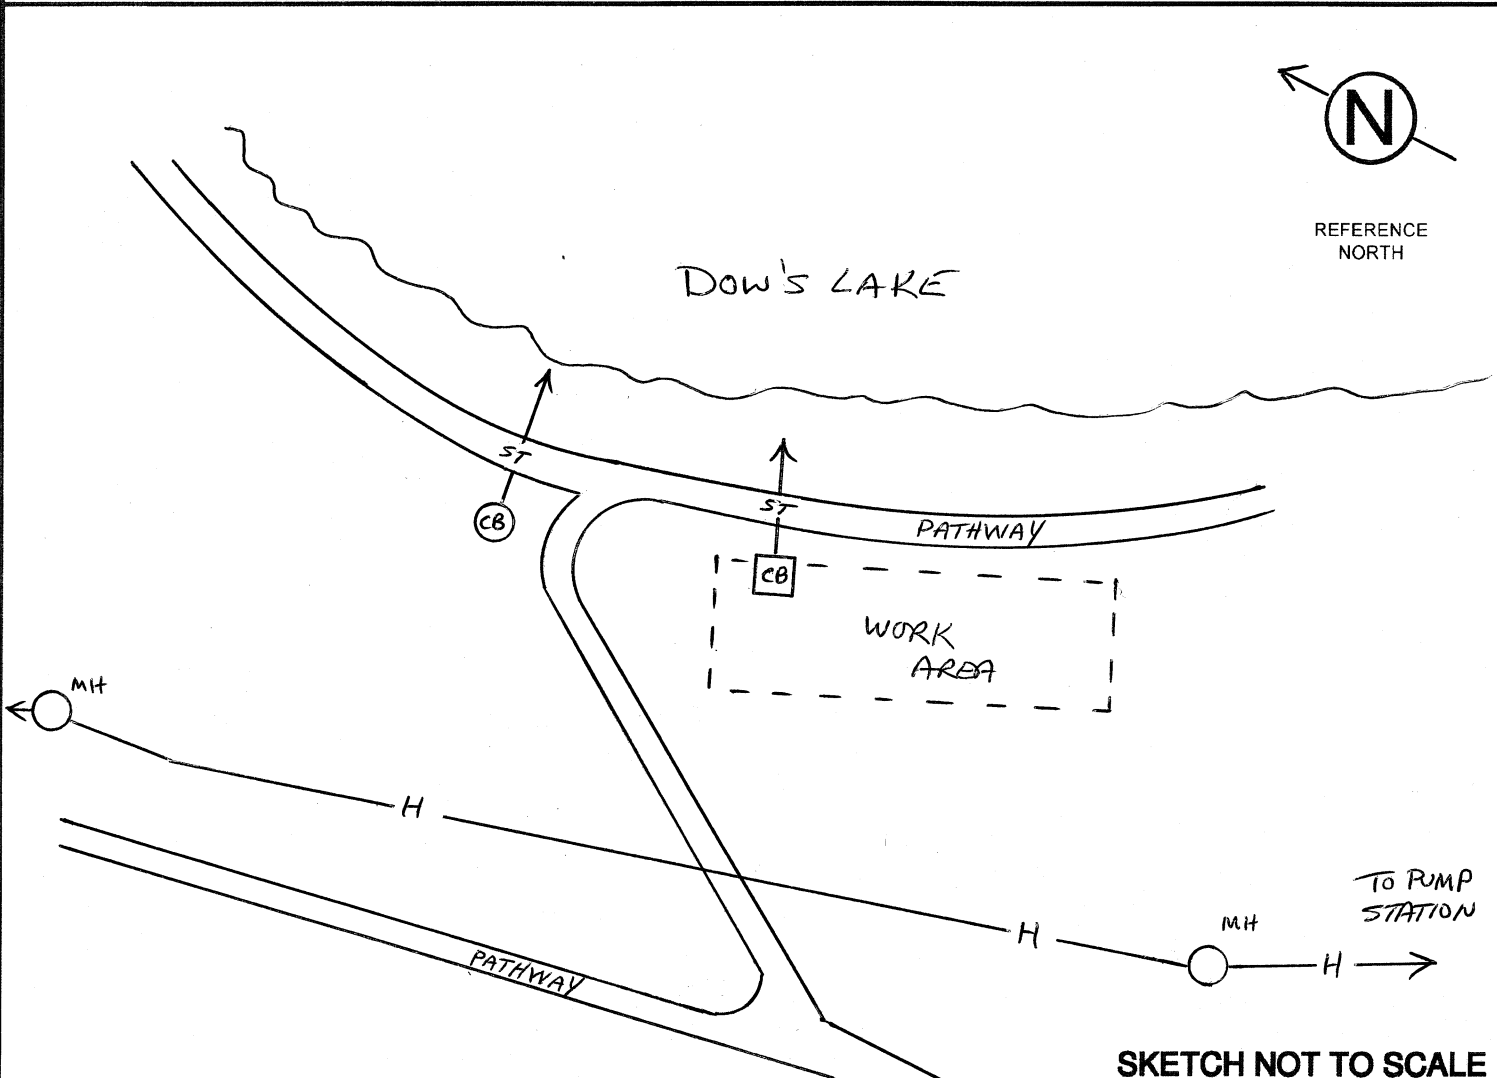 N
REFERENCE
NORTH
DOW'S LAKE
ST
ST
CB
PATHWAY
CB
WORK
AREA
MH
H
TO PUMP
STATION
MH
H
H
PATHWAY
SKETCH NOT TO SCALE